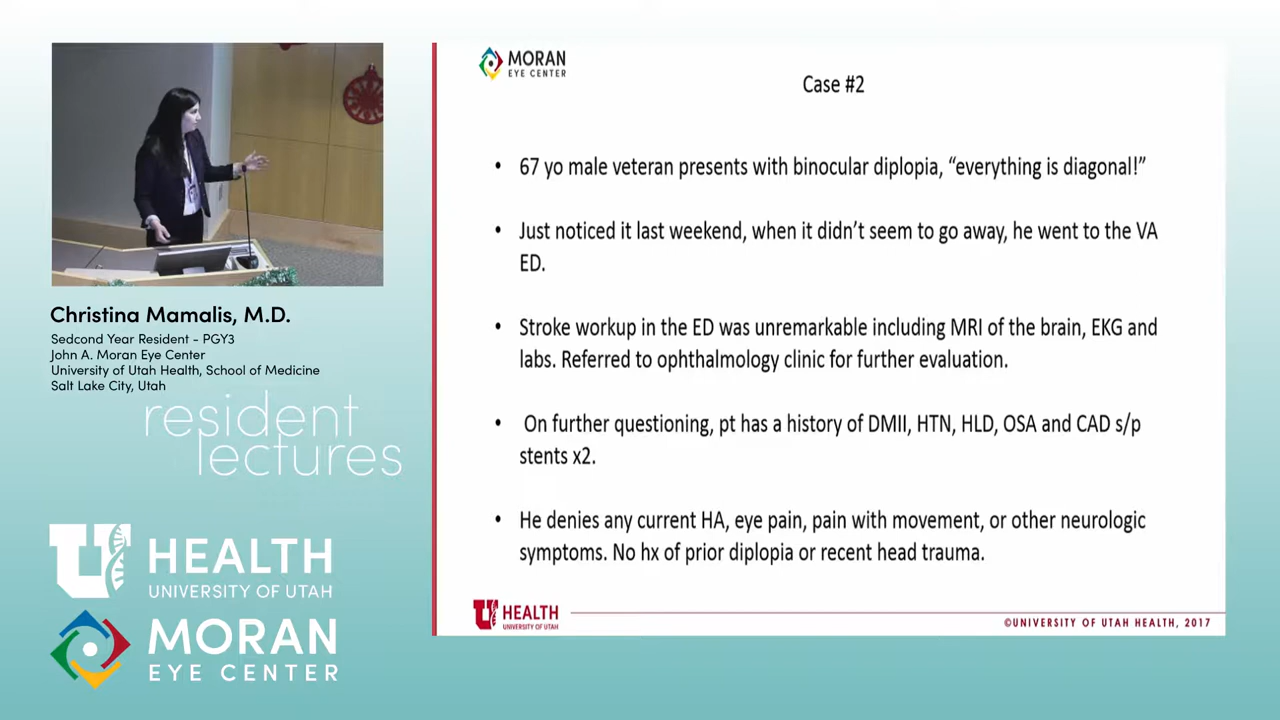 MORAN
EYE CENTER
Case #2
• 67 yo male veteran presents with binocular diplopia, “everything is diagonal!”
• Just noticed it last weekend, when it didn’t seem to go away, he went to the VA
ED.
• Stroke workup in the ED was unremarkable including MRI of the brain, EKG and
labs. Referred to ophthalmology clinic for further evaluation.
• On further questioning, pt has a history of DMII, HTN, HLD, OSA and CAD s/p
stents x2.
• He denies any current HA, eye pain, pain with movement, or other neurologic
symptoms. No hx of prior diplopia or recent head trauma.
U HEALTH
UNIVERSITY OF UTAH
©UNIVERSITY OF UTAH HEALTH, 2017
Christina Mamalis, M.D.
Sedcond Year Resident - PGY3
John A. Moran Eye Center
University of Utah Health, School of Medicine
Salt Lake City, Utah
resident
lectures
U HEALTH
UNIVERSITY OF UTAH
MORAN
EYE CENTER